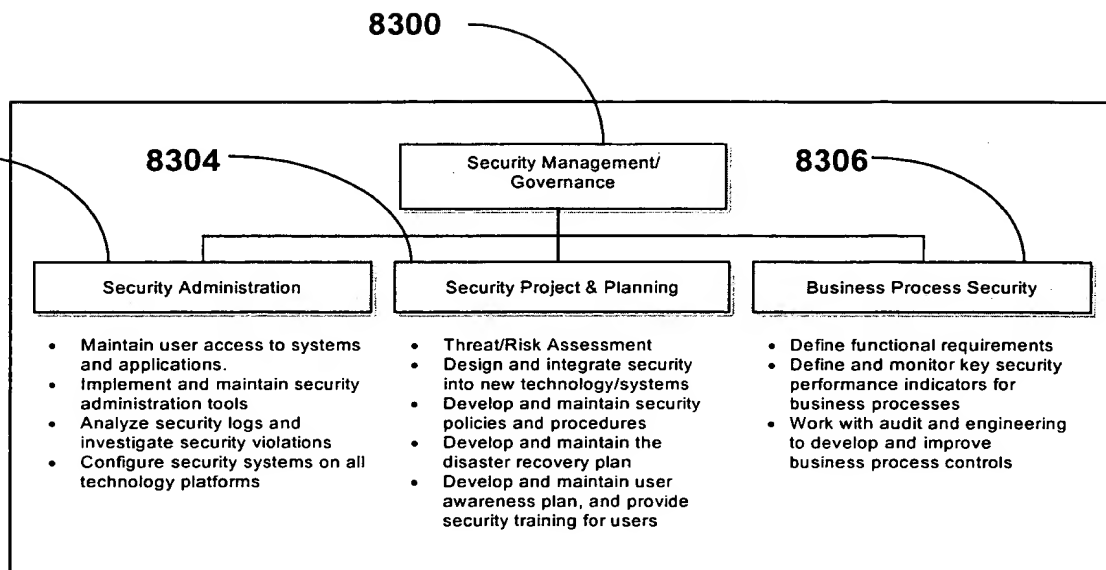 8300
8304
8306
Security Management/
Governance
Security Administration
Security Project & Planning
Business Process Security
• Maintain user access to systems
and applications.
• Implement and maintain security
administration tools
• Analyze security logs and
investigate security violations
• Configure security systems on all
technology platforms
• Threat/Risk Assessment
• Design and integrate security
into new technology/systems
• Develop and maintain security
policies and procedures
• Develop and maintain the
disaster recovery plan
• Develop and maintain user
awareness plan, and provide
security training for users
• Define functional requirements
• Define and monitor key security
performance indicators for
business processes
• Work with audit and engineering
to develop and improve
business process controls